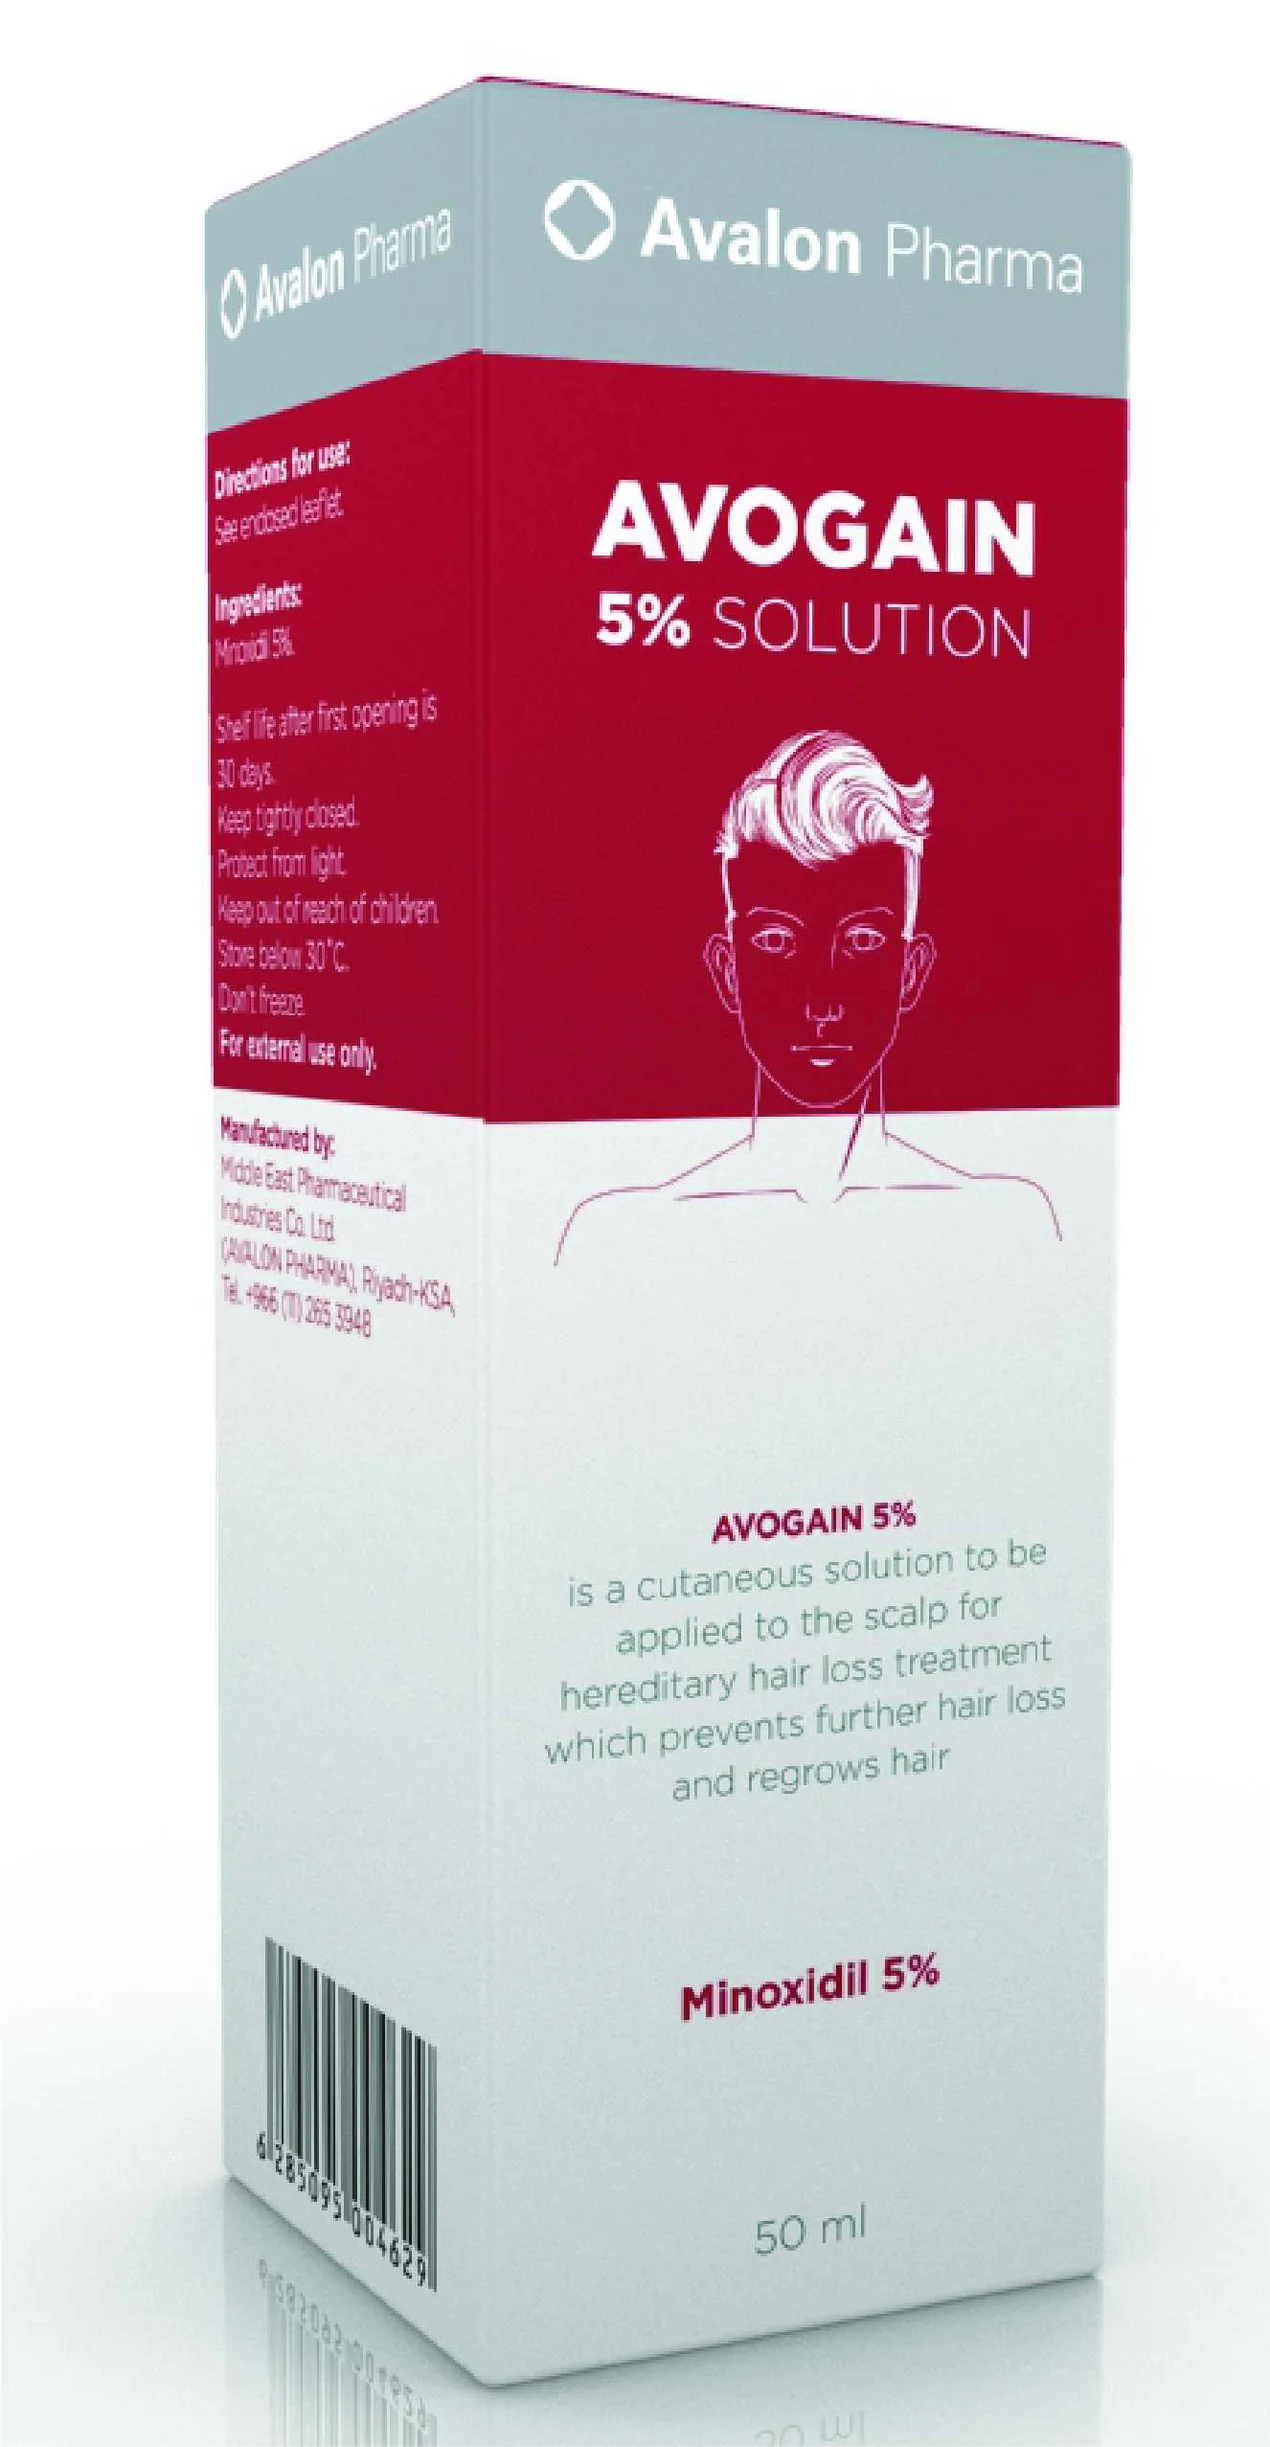 Avalon Pharma
Directions for use:
See enclosed leaflet.
Ingredients:
Minoxidil 5%.
Shelf life after first opening is
30 days.
Keep tightly closed.
Protect from light.
Keep out of reach of children.
Store below 30°C.
Don't freeze.
For external use only.
Manufactured by:
Middle East Pharmaceutical
Industries Co. Ltd.
(AVALON PHARMA), Riyadh-KSA,
Tel. +966 (11) 265 3948
6 285095 004629
Avalon Pharma
AVOGAIN
5% SOLUTION
AVOGAIN 5%
is a cutaneous solution to be
applied to the scalp for
hereditary hair loss treatment
which prevents further hair loss
and regrows hair
Minoxidil 5%
50 ml